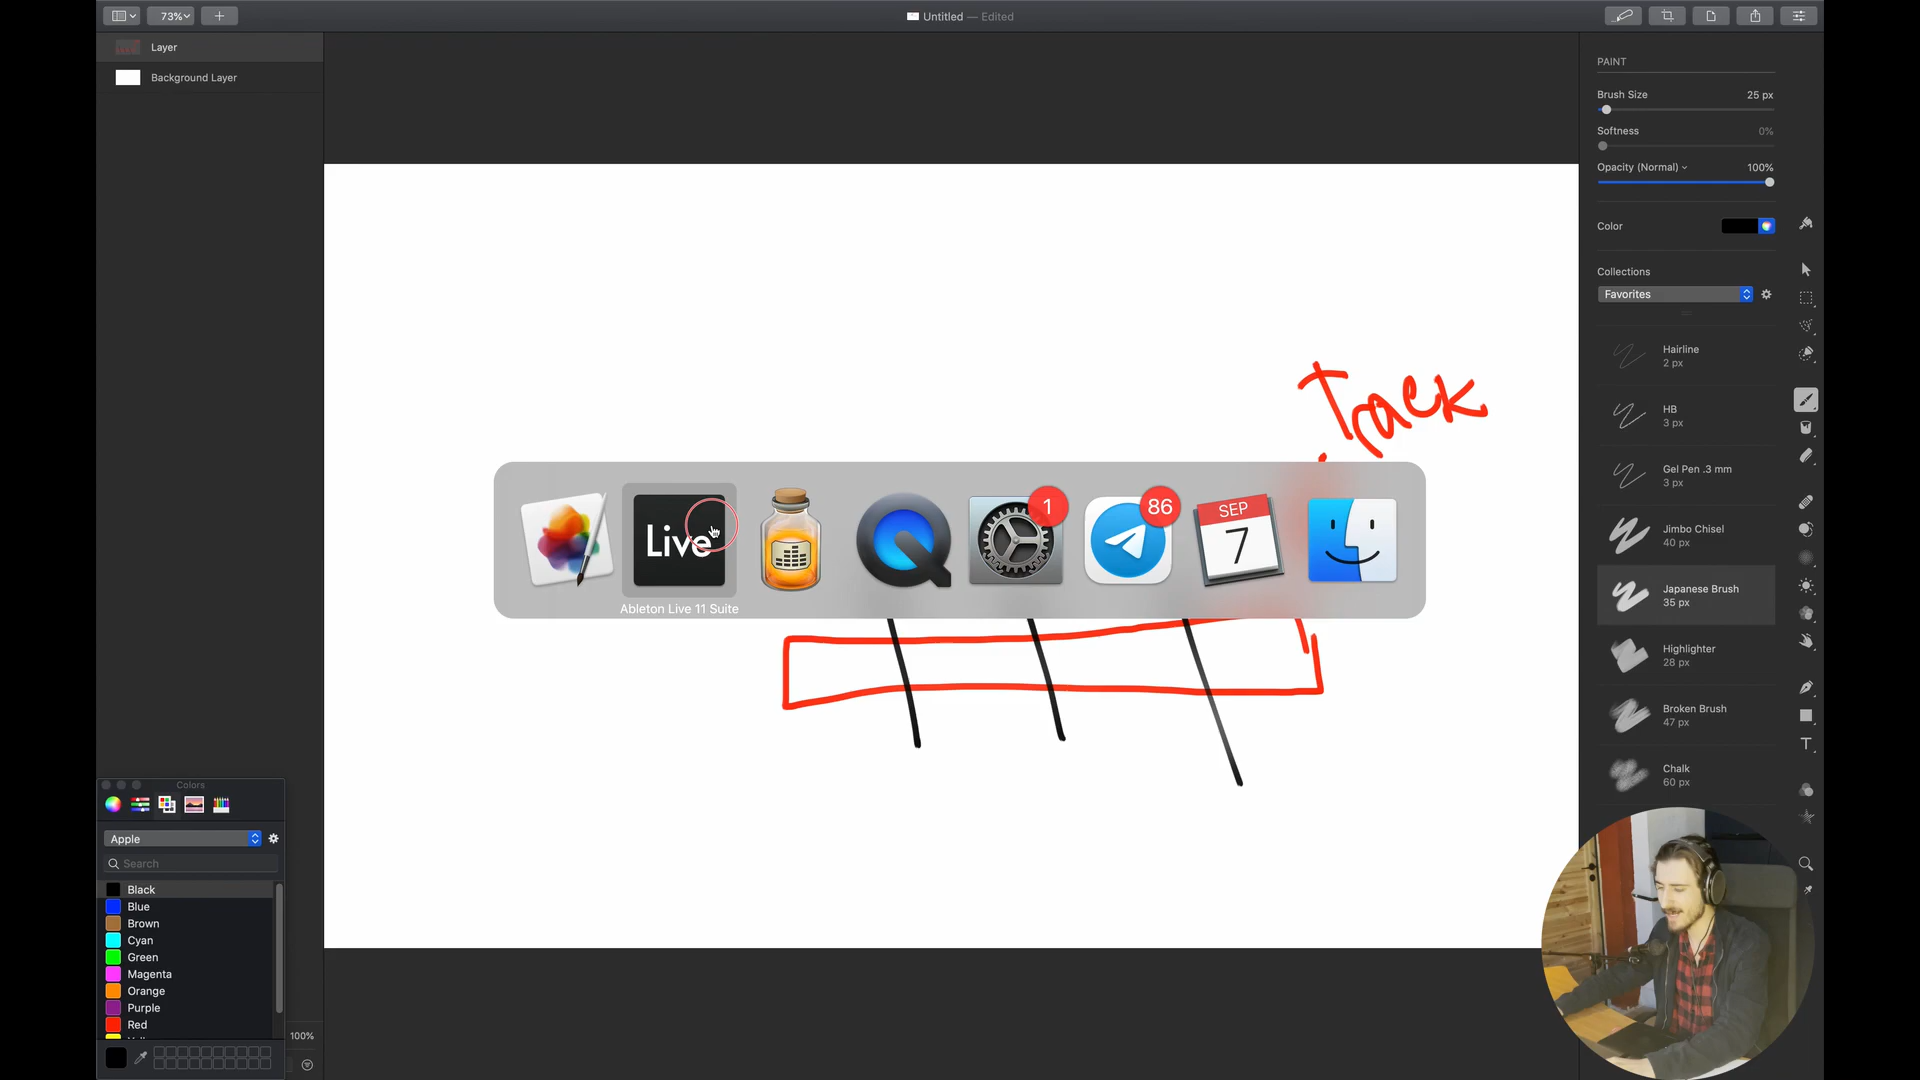 73%
Untitled — Edited
Layer
Background Layer
PAINT
Brush Size 25 px
Softness 0%
Opacity (Normal) 100%
Color
Collections
Favorites
Hairline
2 px
HB
3 px
Gel Pen .3 mm
3 px
Jimbo Chisel
40 px
Japanese Brush
35 px
Highlighter
28 px
Broken Brush
47 px
Chalk
60 px
T
Track
Live
1
86
SEP
7
Ableton Live 11 Suite
Colors
Apple
Search
Black
Blue
Brown
Cyan
Green
Magenta
Orange
Purple
Red
100%